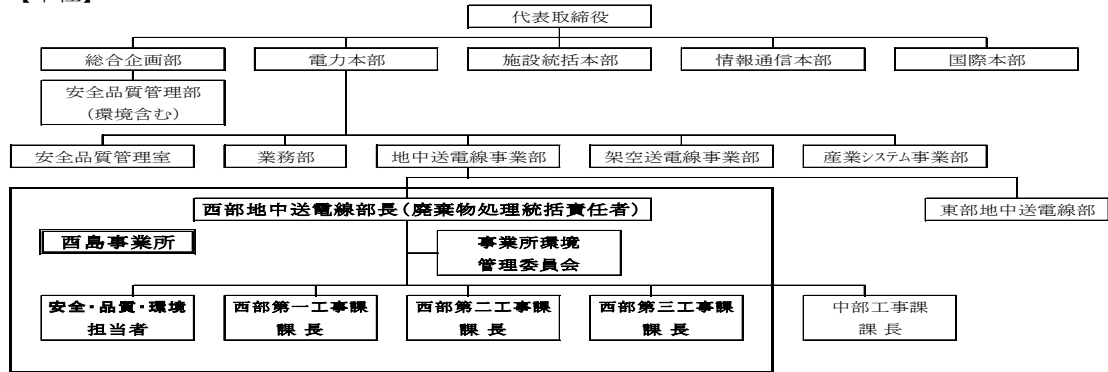 代表取締役
総合企画部 電力本部 施設統括本部 情報通信本部 国際本部
安全品質管理部
(環境含む)
安全品質管理室 業務部 地中送電線事業部 架空送電線事業部 産業システム事業部
西部地中送電線部長(廃棄物処理統括責任者) 東部地中送電線部
酉島事業所
事業所環境
管理委員会
安全・品質・環境 西部第一工事課 西部第二工事課 西部第三工事課 中部工事課
担当者 課 長 課 長 課 長 課 長